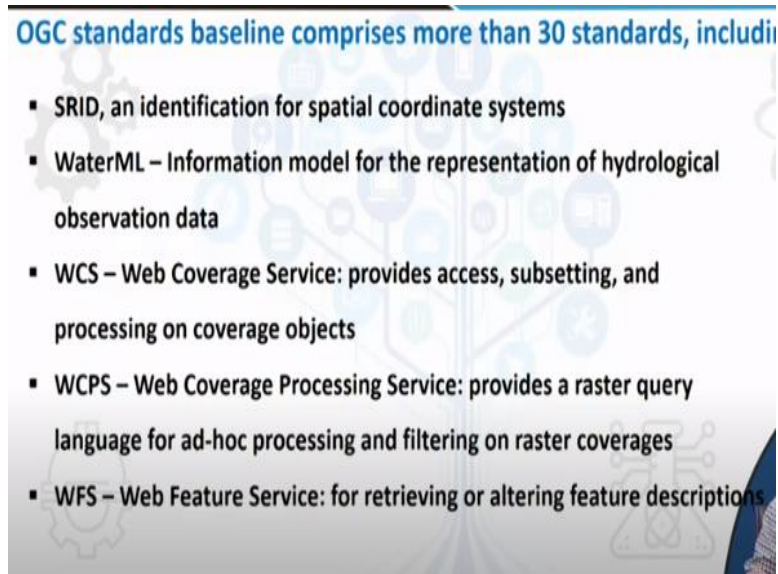 OGC standards baseline comprises more than 30 standards, includi
▪ SRID, an identification for spatial coordinate systems
▪ WaterML – Information model for the representation of hydrological
observation data
▪ WCS – Web Coverage Service: provides access, subsetting, and
processing on coverage objects
▪ WCPS – Web Coverage Processing Service: provides a raster query
language for ad-hoc processing and filtering on raster coverages
▪ WFS – Web Feature Service: for retrieving or altering feature descriptions